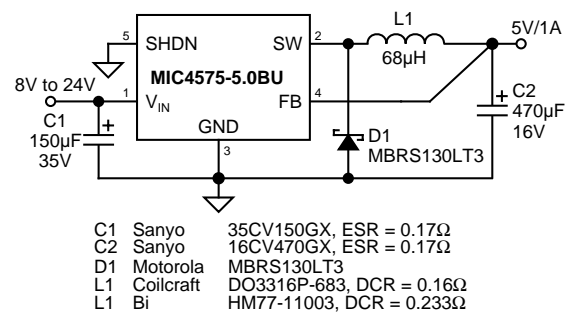 L1
5V/1A
5 SHDN SW 2
68µH
MIC4575-5.0BU
8V to 24V
1 VIN FB 4
C2
470µF
16V
C1
150µF
35V
GND
3
D1
MBRS130LT3
C1 Sanyo 35CV150GX, ESR = 0.17Ω
C2 Sanyo 16CV470GX, ESR = 0.17Ω
D1 Motorola MBRS130LT3
L1 Coilcraft DO3316P-683, DCR = 0.16Ω
L1 Bi HM77-11003, DCR = 0.233Ω